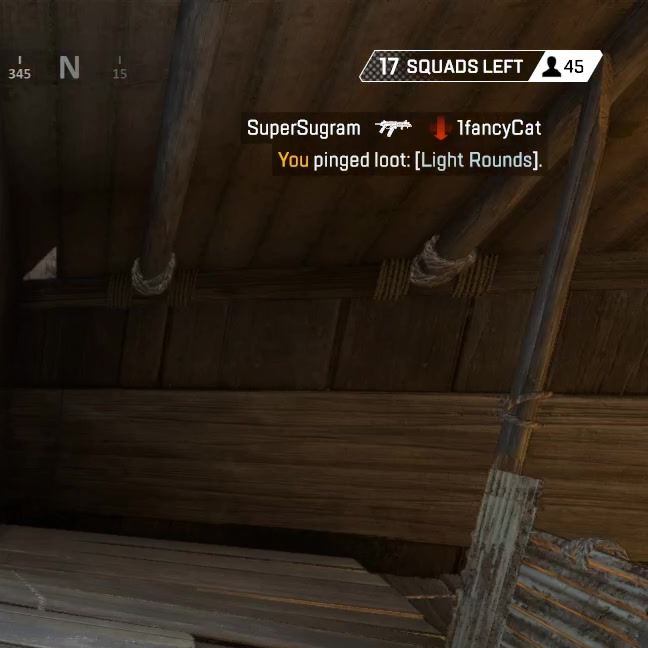 345 N 15
17 SQUADS LEFT 45
SuperSugram 1fancyCat
You pinged loot: [Light Rounds].